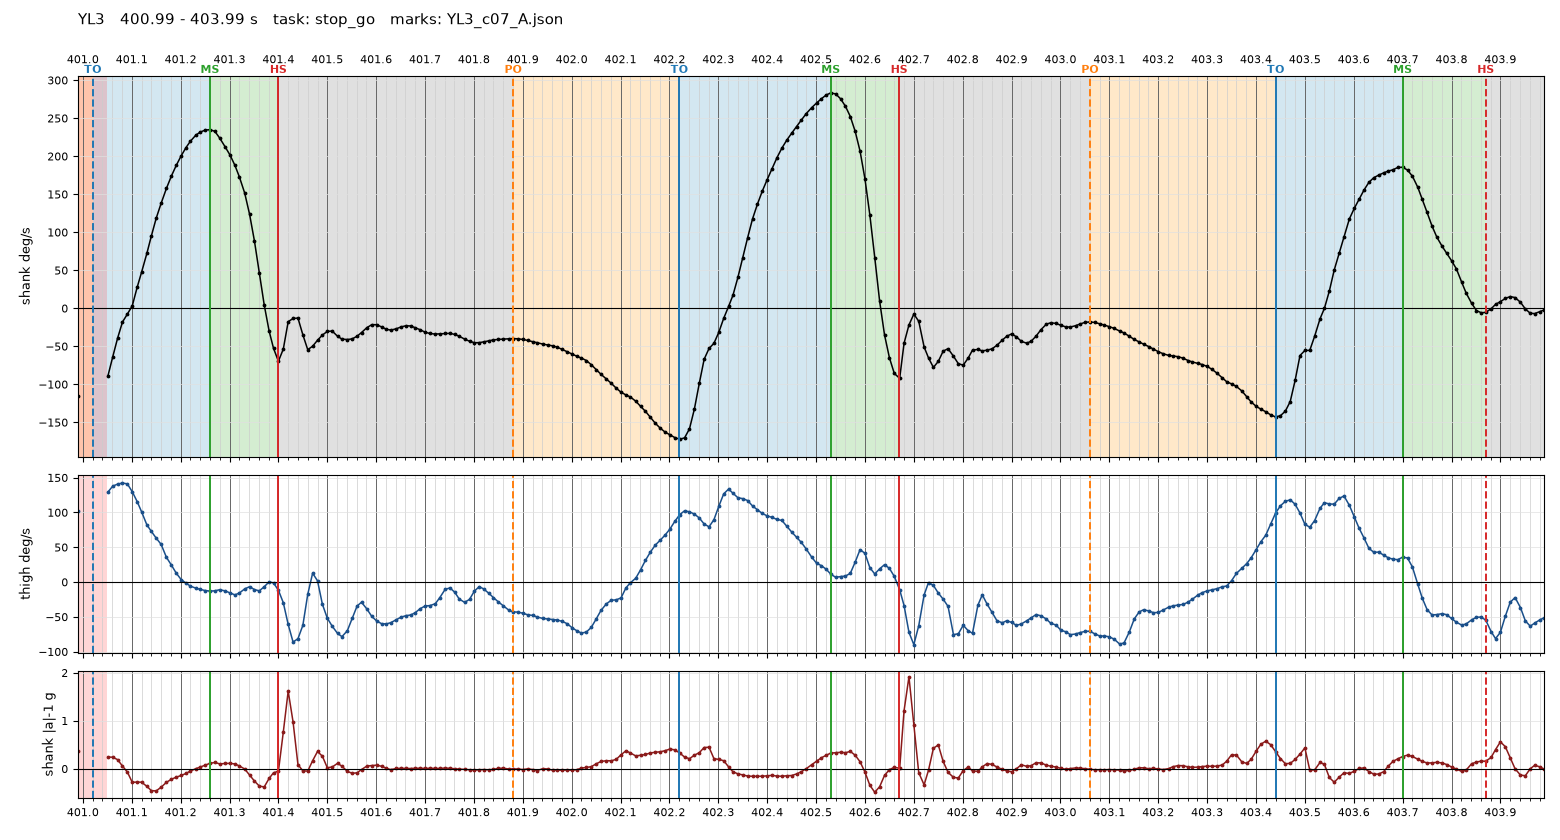 YL3 400.99 - 403.99 s task: stop_go marks: YL3_c07_A.json
401.0 401.1 401.2 401.3 401.4 401.5 401.6 401.7 401.8 401.9 402.0 402.1 402.2 402.3 402.4 402.5 402.6 402.7 402.8 402.9 403.0 403.1 403.2 403.3 403.4 403.5 403.6 403.7 403.8 403.9
TO MS HS PO TO MS HS PO TO MS HS
300
250
200
150
100
50
0
−50
−100
−150
shank deg/s
150
100
50
0
−50
−100
thigh deg/s
2
1
0
shank |a|-1 g
401.0 401.1 401.2 401.3 401.4 401.5 401.6 401.7 401.8 401.9 402.0 402.1 402.2 402.3 402.4 402.5 402.6 402.7 402.8 402.9 403.0 403.1 403.2 403.3 403.4 403.5 403.6 403.7 403.8 403.9